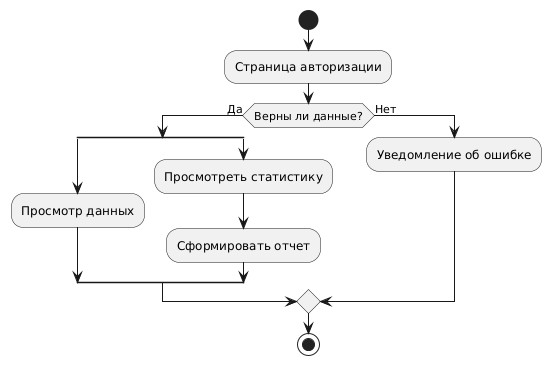 Страница авторизации
Да
Верны ли данные?
Нет
Уведомление об ошибке
Просмотреть статистику
Просмотр данных
Сформировать отчет